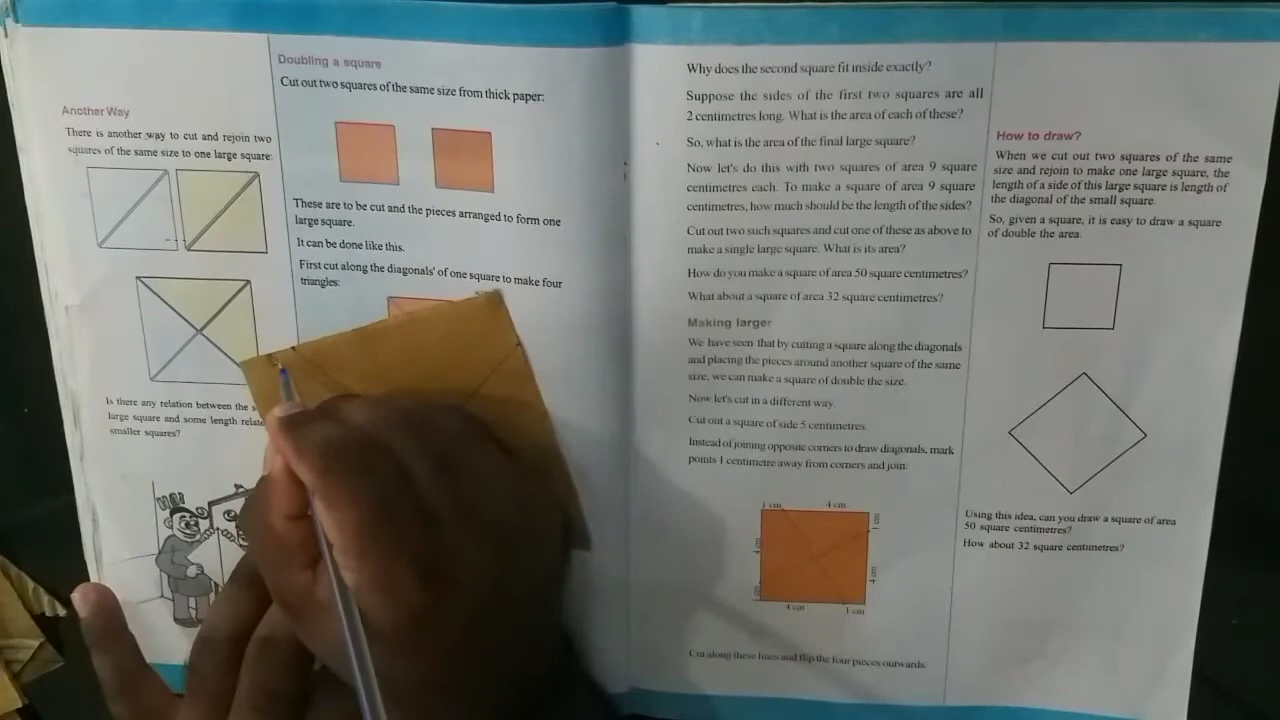 Doubling a square
Cut out two squares of the same size from thick paper:
Another Way
There is another way to cut and rejoin two
squares of the same size to one large square:
These are to be cut and the pieces arranged to form one
large square.
It can be done like this.
First cut along the diagonals' of one square to make four
triangles:
Is there any relation between the
large square and some length
smaller squares?
HA!
Why does the second square fit inside exactly?
Suppose the sides of the first two squares are all
2 centimetres long. What is the area of each of these?
So, what is the area of the final large square?
Now let's do this with two squares of area 9 square
centimetres each. To make a square of area 9 square
centimetres, how much should be the length of the sides?
Cut out two such squares and cut one of these as above to
make a single large square. What is its area?
How do you make a square of area 50 square centimetres?
What about a square of area 32 square centimetres?
Making larger
We have seen that by cutting a square along the diagonals
and placing the pieces around another square of the same
size, we can make a square of double the size.
Now let's cut in a different way.
Cut out a square of side 5 centimetres.
Instead of joining opposite corners to draw diagonals, mark
points 1 centimetre away from corners and join:
1 cm 4 cm
1 cm
4 cm
4 cm
1 cm
4 cm 1 cm
Cut along these lines and flip the four pieces outwards.
How to draw?
When we cut out two squares of the same
size and rejoin to make one large square, the
length of a side of this large square is length of
the diagonal of the small square.
So, given a square, it is easy to draw a square
of double the area.
Using this idea, can you draw a square of area
50 square centimetres?
How about 32 square centimetres?